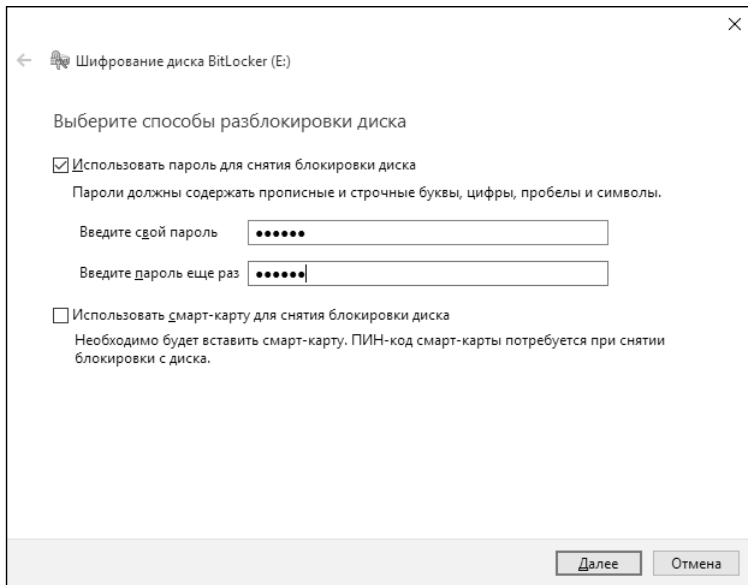 Шифрование диска BitLocker (E:)
Выберите способы разблокировки диска
Использовать пароль для снятия блокировки диска
Пароли должны содержать прописные и строчные буквы, цифры, пробелы и символы.
Введите свой пароль ••••••
Введите пароль еще раз ••••••
Использовать смарт-карту для снятия блокировки диска
Необходимо будет вставить смарт-карту. ПИН-код смарт-карты потребуется при снятии
блокировки с диска.
Далее Отмена